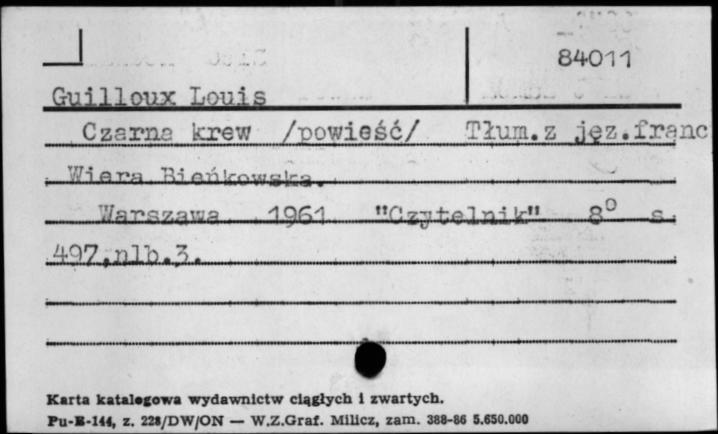 84011
Guilloux Louis
Czarna krew /powieść/ Tłum.z jęz.franc
Wiera Bieńkowska.
Warszawa 1961 "Czytelnik" 8° s.
497,nlb.3.
Karta katalogowa wydawnictw ciągłych i zwartych.
Pu-K-144, z. 228/DW/ON — W.Z.Graf. Milicz, zam. 388-86 5.650.000